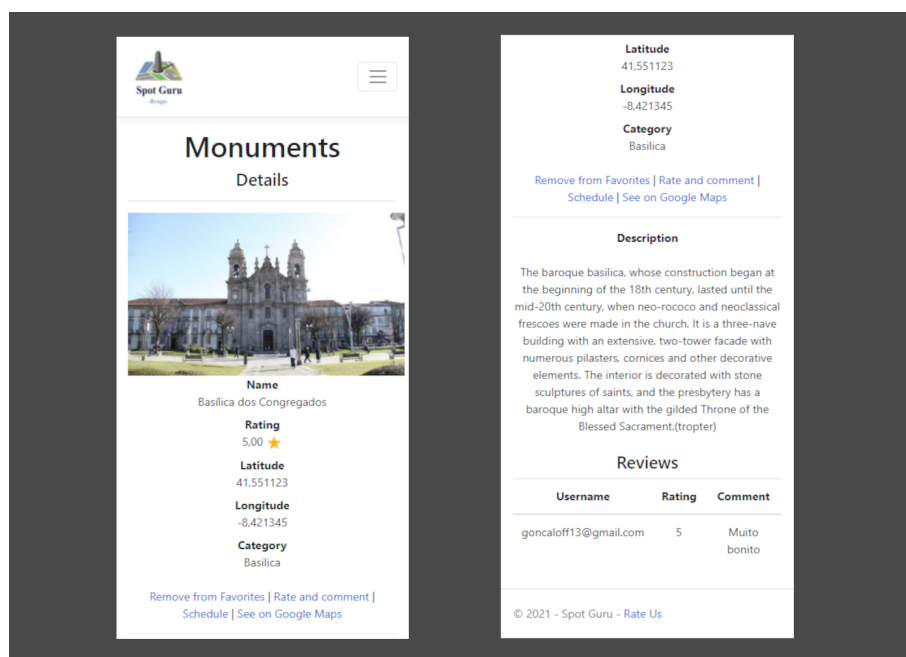 Spot Guru
-Braga-
Monuments
Details
Name
Basílica dos Congregados
Rating
5,00
Latitude
41,551123
Longitude
-8,421345
Category
Basilica
Remove from Favorites | Rate and comment |
Schedule | See on Google Maps
Latitude
41,551123
Longitude
-8,421345
Category
Basilica
Remove from Favorites | Rate and comment |
Schedule | See on Google Maps
Description
The baroque basilica, whose construction began at
the beginning of the 18th century, lasted until the
mid-20th century, when neo-rococo and neoclassical
frescoes were made in the church. It is a three-nave
building with an extensive, two-tower facade with
numerous pilasters, cornices and other decorative
elements. The interior is decorated with stone
sculptures of saints, and the presbytery has a
baroque high altar with the gilded Throne of the
Blessed Sacrament.(tropter)
Reviews
Username Rating Comment
goncaloff13@gmail.com 5 Muito
bonito
© 2021 - Spot Guru - Rate Us